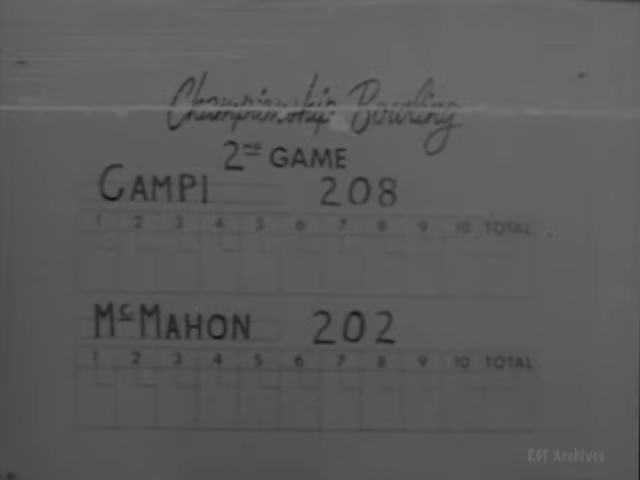 Championship Bowling
2ND GAME
CAMPI 208
1 2 3 4 5 6 7 8 9 10 TOTAL
McMAHON 202
1 2 3 4 5 6 7 8 9 10 TOTAL
RST Archives